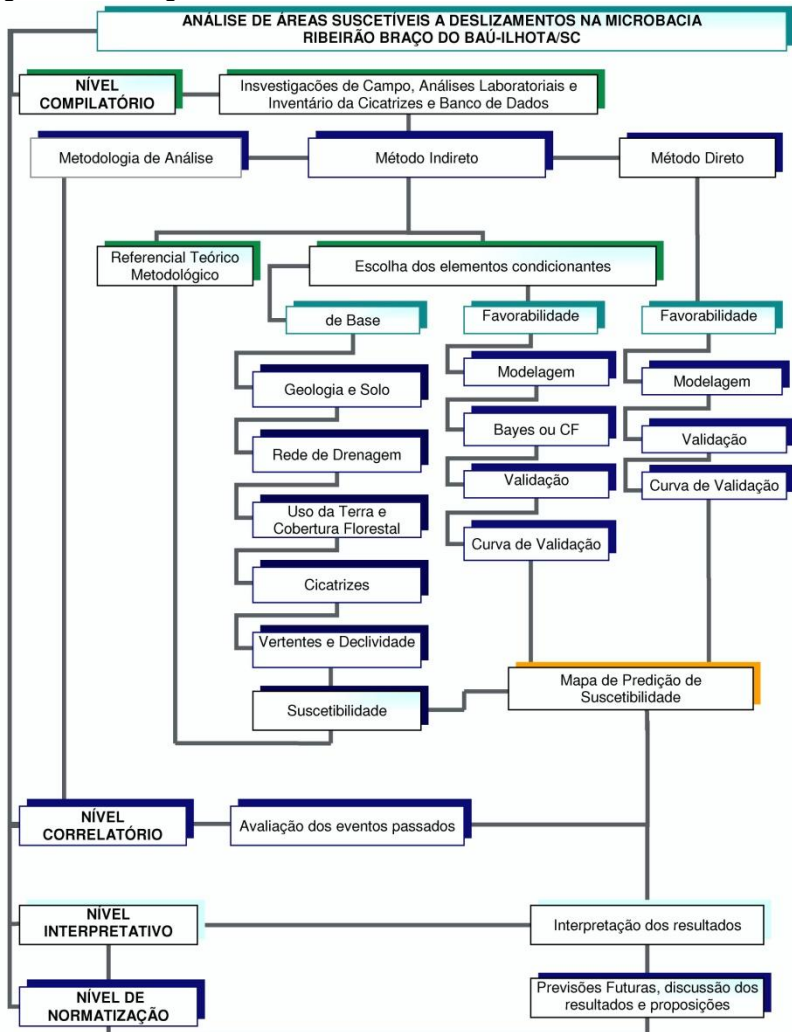 ANÁLISE DE ÁREAS SUSCETÍVEIS A DESLIZAMENTOS NA MICROBACIA
RIBEIRÃO BRAÇO DO BAÚ-ILHOTA/SC
NÍVEL
COMPILATÓRIO
Insvestigacões de Campo, Análises Laboratoriais e
Inventário da Cicatrizes e Banco de Dados
Metodologia de Análise
Método Indireto
Método Direto
Referencial Teórico
Metodológico
Escolha dos elementos condicionantes
de Base
Favorabilidade
Favorabilidade
Geologia e Solo
Modelagem
Modelagem
Rede de Drenagem
Bayes ou CF
Validação
Uso da Terra e
Cobertura Florestal
Validação
Curva de Validação
Cicatrizes
Curva de Validação
Vertentes e Declividade
Suscetibilidade
Mapa de Predição de
Suscetibilidade
NÍVEL
CORRELATÓRIO
Avaliação dos eventos passados
NÍVEL
INTERPRETATIVO
Interpretação dos resultados
NÍVEL DE
NORMATIZAÇÃO
Previsões Futuras, discussão dos
resultados e proposições